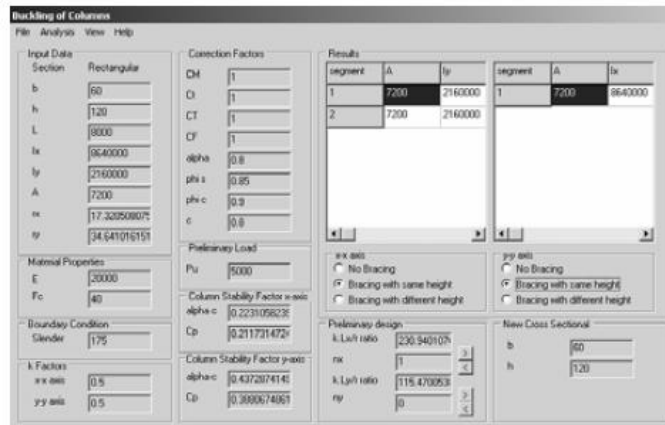 Buckling of Columns
File Analysis View Help
Input Data
Section Rectangular
b 60
h 120
L 8000
Ix 8640000
Iy 2160000
A 7200
rx 17.320508075
ry 34.641016151
Material Properties
E 20000
Fc 40
Boundary Condition
Slender 175
k Factors
x-x axis 0.5
y-y axis 0.5
Correction Factors
CM 1
Ct 1
CT 1
CF 1
alpha 0.8
phi s 0.85
phi c 0.9
c 0.8
Preliminary Load
Pu 5000
Column Stability Factor x-axis
alpha-c 0.2231058235
Cp 0.2117314724
Column Stability Factor y-axis
alpha-c 0.4372874145
Cp
Results
segment A Iy
1 7200 2160000
2 7200 2160000
segment A Ix
1 7200 8640000
x-x axis
No Bracing
Bracing with same height
Bracing with different height
y-y axis
No Bracing
Bracing with same height
Bracing with different height
Preliminary design
k.Lx/r ratio 230.9401076
nx 1
k.Ly/r ratio 115.4700538
ny 0
> <
> <
New Cross Sectional
b 60
h 120